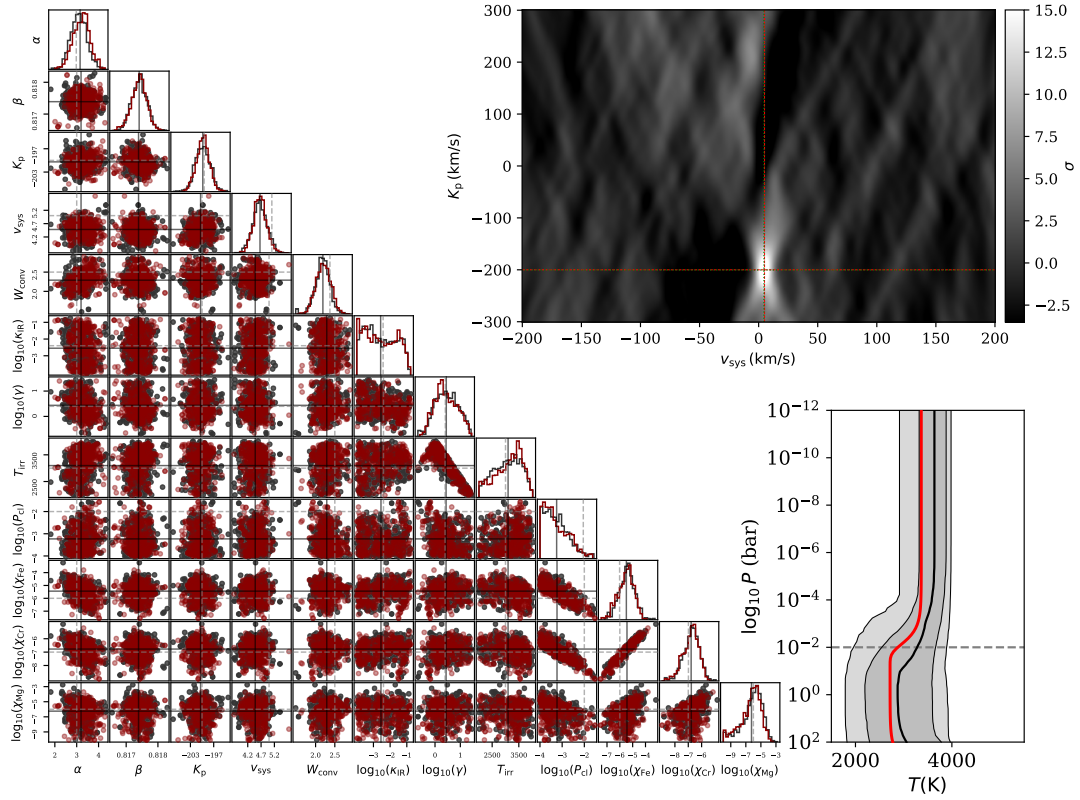 α
β
0.818
0.817
K_p
−197
−203
v_sys
5.2
4.7
4.2
W_conv
2.5
2.0
log₁₀(κ_IR)
−1
−2
−3
log₁₀(γ)
1
0
T_irr
3500
2500
log₁₀(P_Cl)
−2
−3
−4
log₁₀(χ_Fe)
−4
−5
−6
−7
log₁₀(χ_Cr)
−6
−7
−8
log₁₀(χ_Mg)
−3
−5
−7
−9
2 3 4
0.817 0.818
−203 −197
4.2 4.7 5.2
2.0 2.5
−3 −2 −1
0 1
2500 3500
−4 −3 −2
−7 −6 −5 −4
−8 −7 −6
−9 −7 −5 −3
α β K_p v_sys W_conv log₁₀(κ_IR) log₁₀(γ) T_irr log₁₀(P_Cl) log₁₀(χ_Fe) log₁₀(χ_Cr) log₁₀(χ_Mg)
K_p (km/s)
300
200
100
0
−100
−200
−300
−200 −150 −100 −50 0 50 100 150 200
v_sys (km/s)
15.0
12.5
10.0
7.5
5.0
2.5
0.0
−2.5
σ
log₁₀ P (bar)
10⁻¹²
10⁻¹⁰
10⁻⁸
10⁻⁶
10⁻⁴
10⁻²
10⁰
10²
2000 4000
T(K)